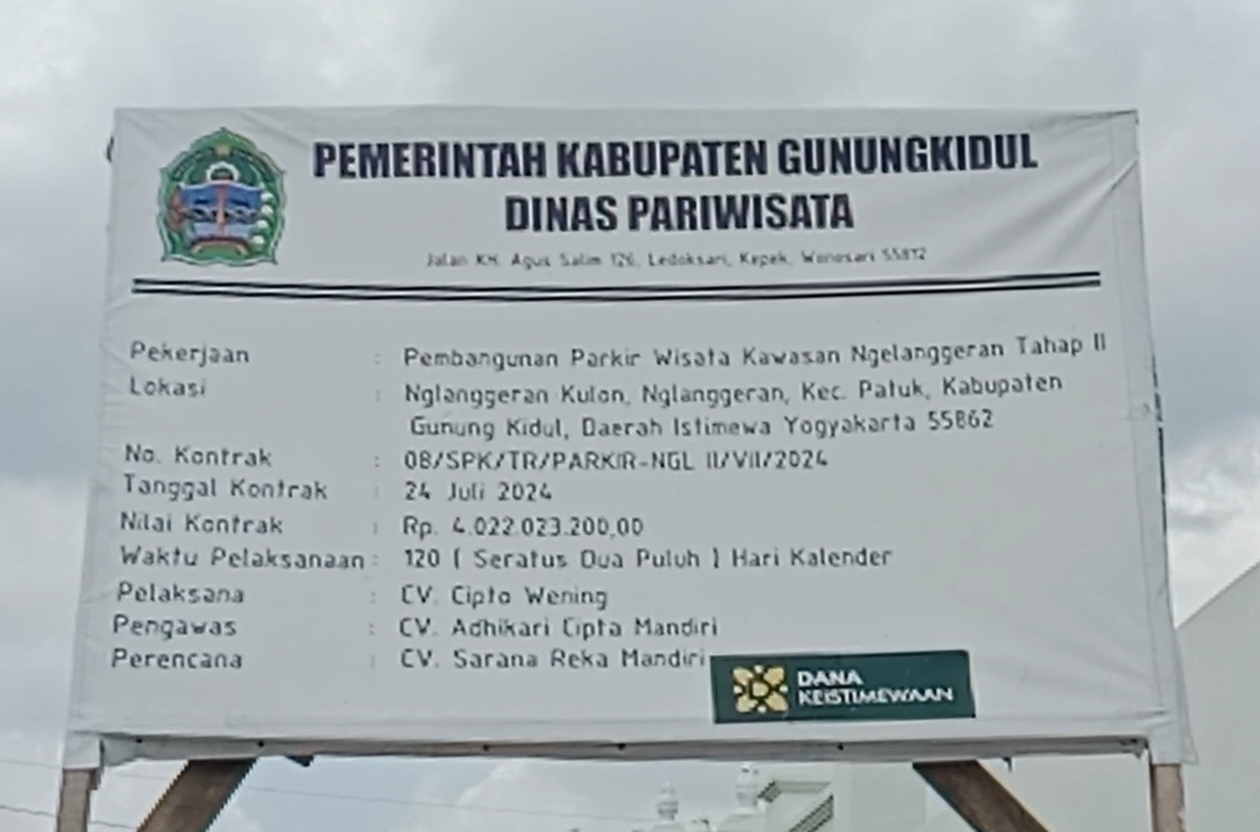 PEMERINTAH KABUPATEN GUNUNGKIDUL
DINAS PARIWISATA
Jalan KH. Agus Salim 126, Ledoksari, Kepek, Wonosari 55812
Pekerjaan : Pembangunan Parkir Wisata Kawasan Ngelanggeran Tahap II
Lokasi : Nglanggeran Kulon, Nglanggeran, Kec. Patuk, Kabupaten
Gunung Kidul, Daerah Istimewa Yogyakarta 55862
No. Kontrak : 08/SPK/TR/PARKIR-NGL II/VII/2024
Tanggal Kontrak : 24 Juli 2024
Nilai Kontrak : Rp. 4.022.023.200,00
Waktu Pelaksanaan : 120 ( Seratus Dua Puluh ) Hari Kalender
Pelaksana : CV. Cipto Wening
Pengawas : CV. Adhikari Cipta Mandiri
Perencana : CV. Sarana Reka Mandiri
DANA
KEISTIMEWAAN